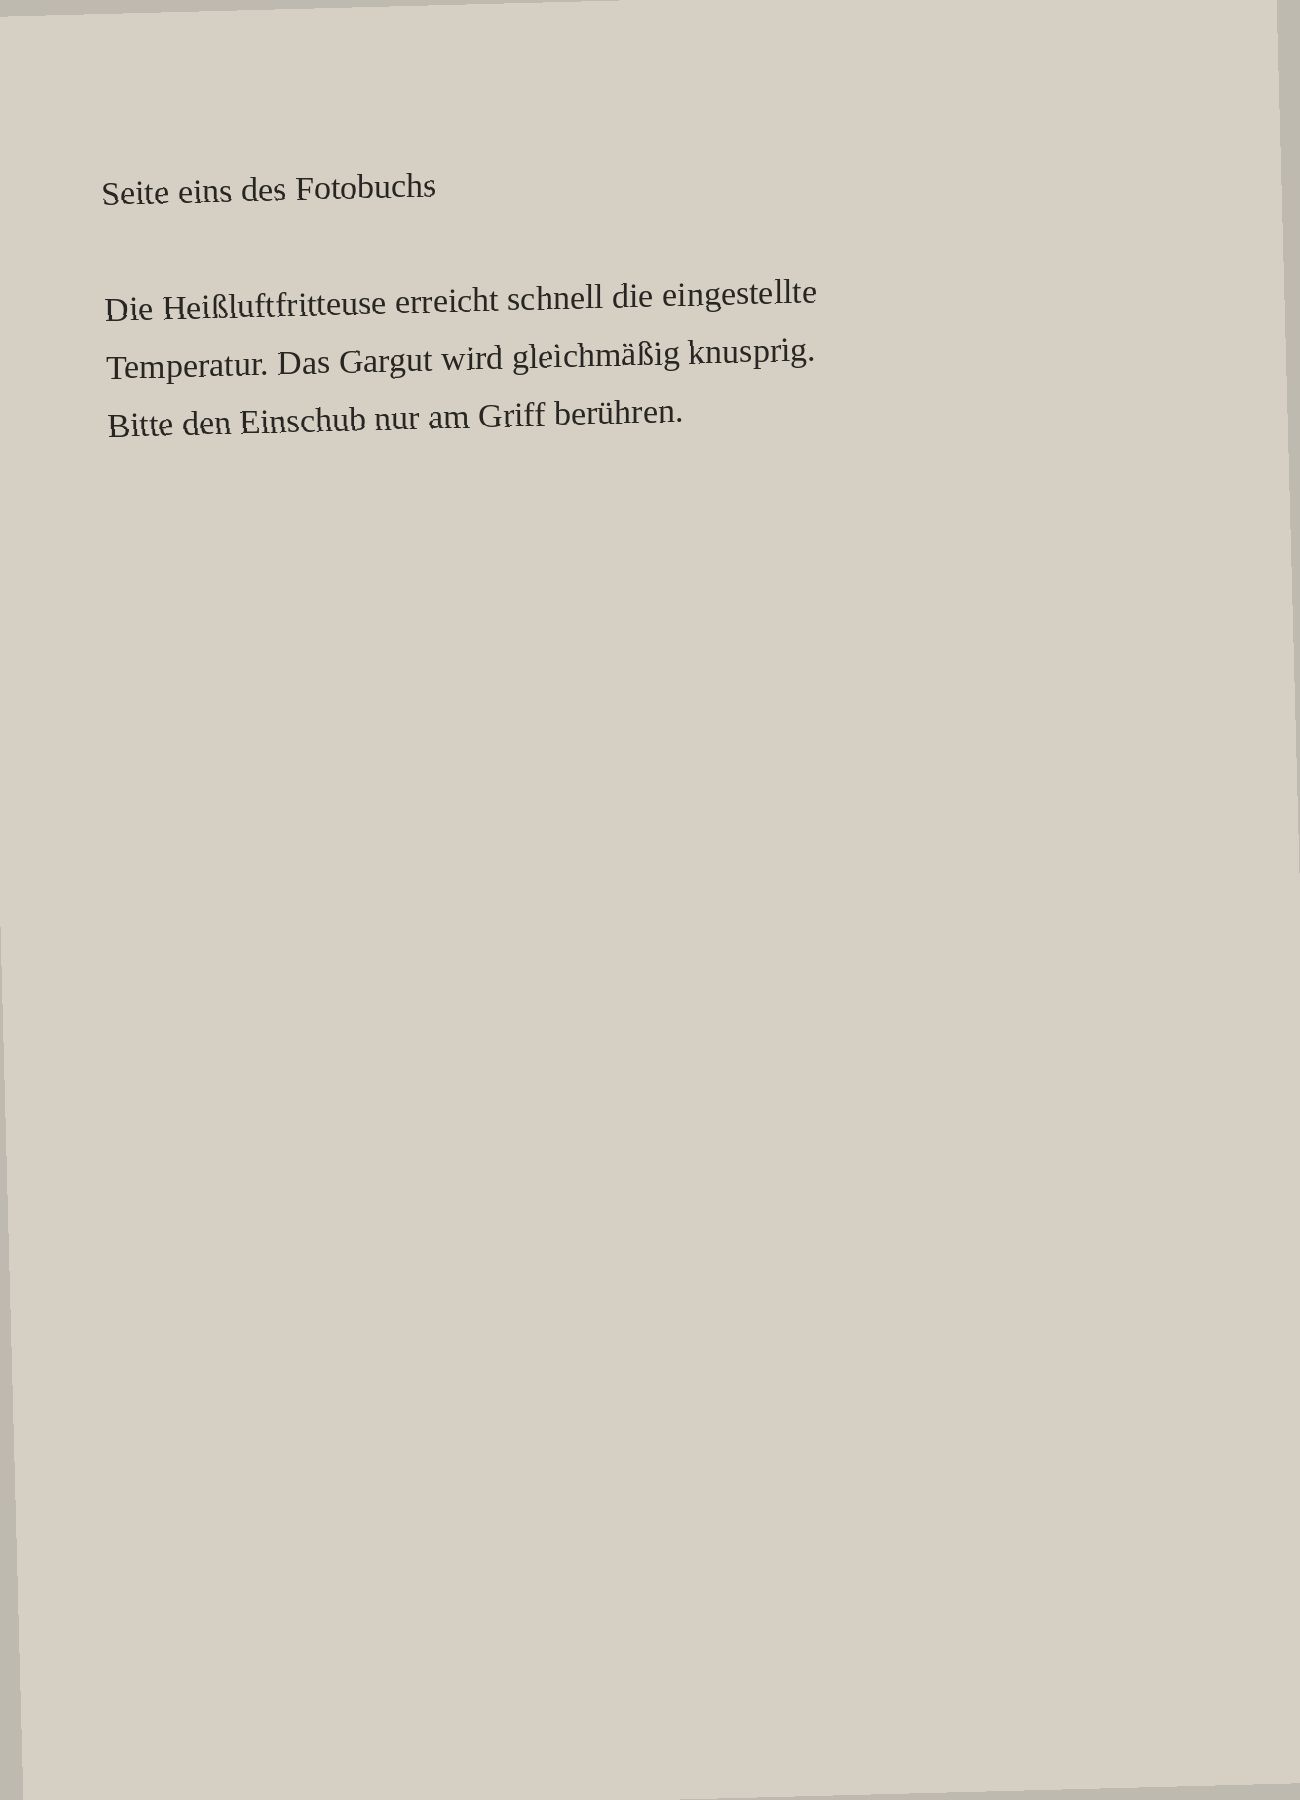 Seite eins des Fotobuchs
Die Heißluftfritteuse erreicht schnell die eingestellte
Temperatur. Das Gargut wird gleichmäßig knusprig.
Bitte den Einschub nur am Griff berühren.